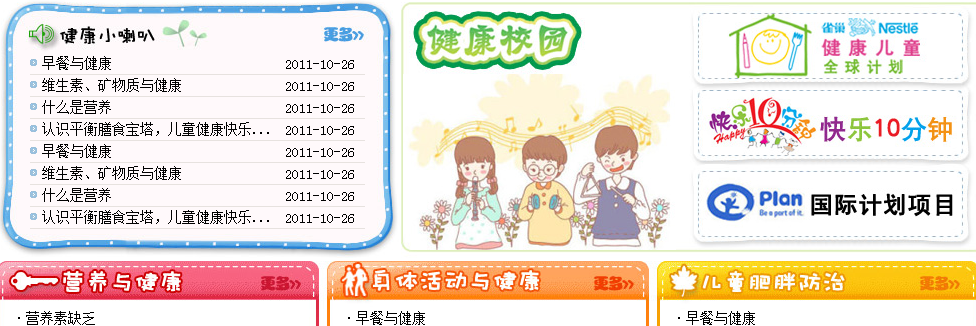 健康小喇叭 更多>>
早餐与健康 2011-10-26
维生素、矿物质与健康 2011-10-26
什么是营养 2011-10-26
认识平衡膳食宝塔，儿童健康快乐... 2011-10-26
早餐与健康 2011-10-26
维生素、矿物质与健康 2011-10-26
什么是营养 2011-10-26
认识平衡膳食宝塔，儿童健康快乐... 2011-10-26
健康校园
雀巢 Nestlé
健康儿童
全球计划
快乐10分钟
Happy
快乐10分钟
Plan
Be a part of it.
国际计划项目
营养与健康 更多>>
· 营养素缺乏
具体活动与健康 更多>>
· 早餐与健康
儿童肥胖防治 更多>>
· 早餐与健康